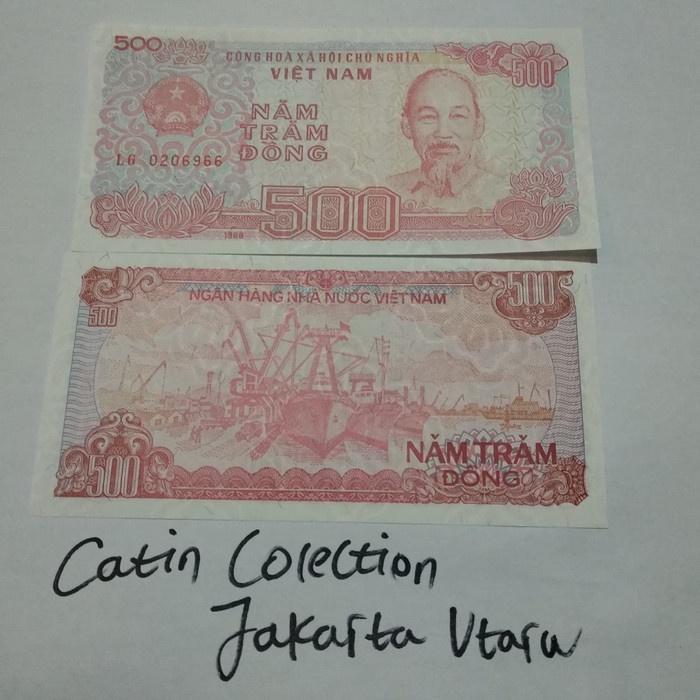 500
CỘNG HOÀ XÃ HỘI CHỦ NGHĨA
VIỆT NAM
500
NĂM
TRĂM
ĐỒNG
LG 0206966
500
1988
NGÂN HÀNG NHÀ NƯỚC VIỆT NAM
500
500
NĂM TRĂM
ĐỒNG
500
Catin Colection
Jakarta Utara